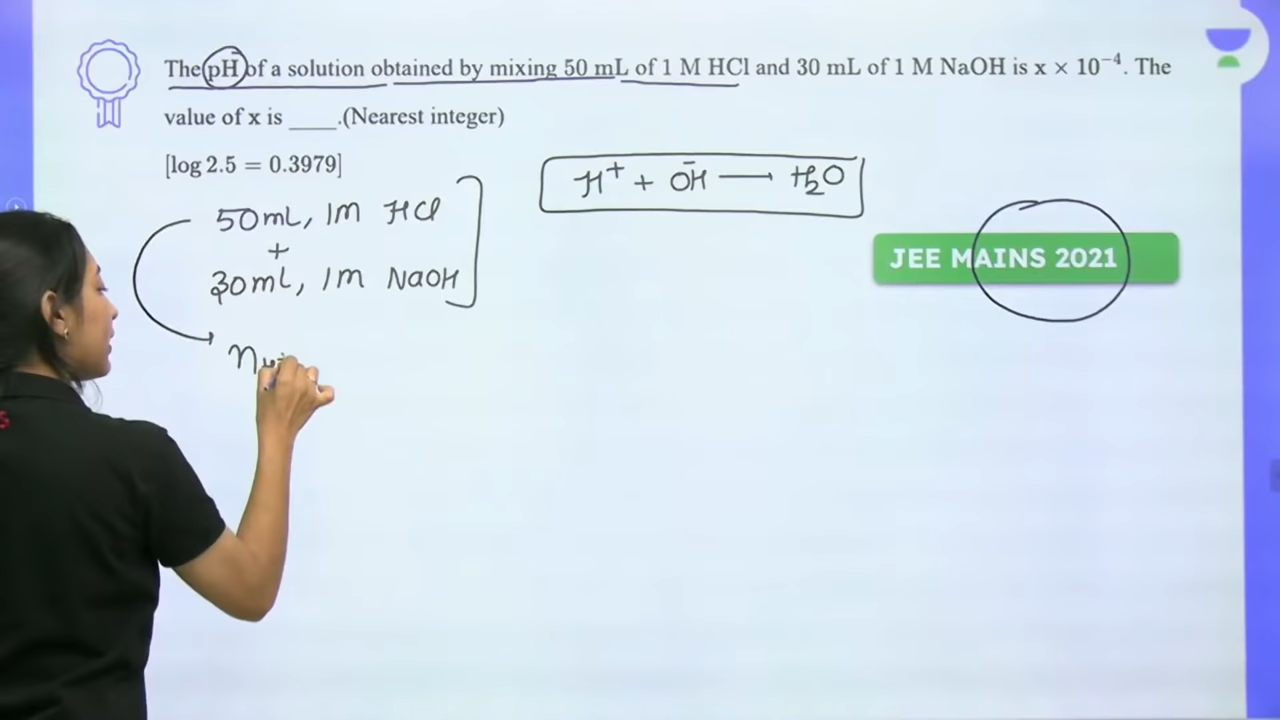 The pH of a solution obtained by mixing 50 mL of 1 M HCl and 30 mL of 1 M NaOH is x × 10⁻⁴. The
value of x is ____.(Nearest integer)
[log 2.5 = 0.3979]
H⁺ + ŌH ⟶ H₂O
50mL, 1M HCl
+
30mL, 1M NaOH
JEE MAINS 2021